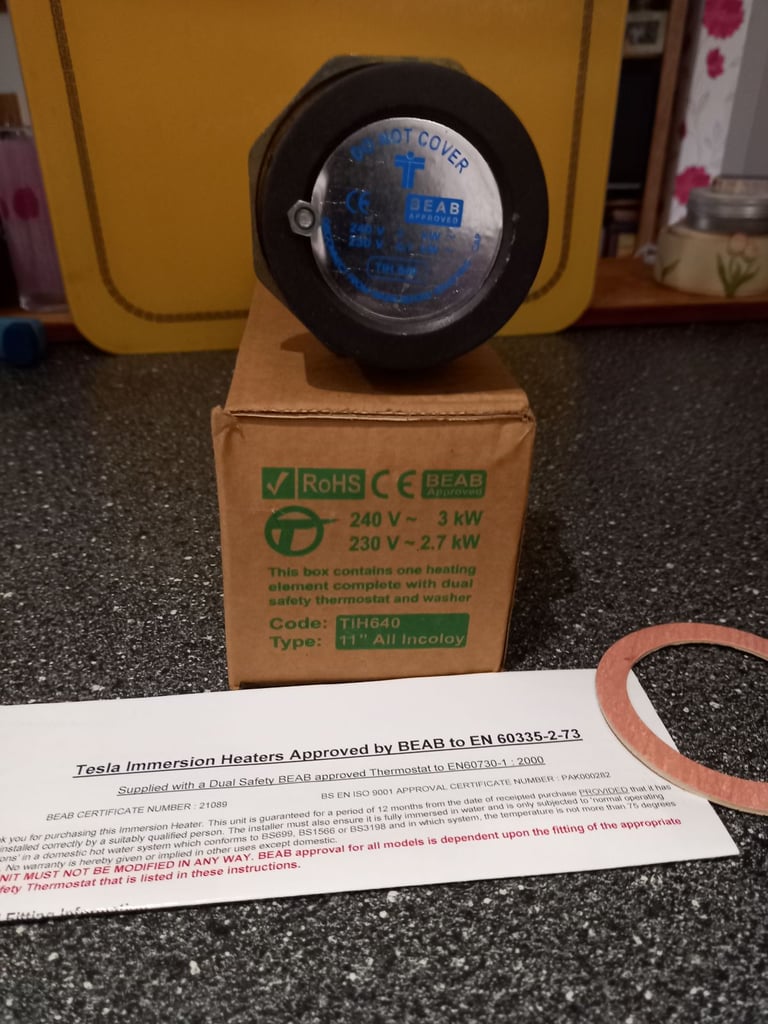 DO NOT COVER
CE
BEAB
APPROVED
240 V
230 V
RoHS CE BEAB
Approved
240 V ~ 3 kW
230 V ~ 2.7 kW
This box contains one heating
element complete with dual
safety thermostat and washer
Code: TIH640
Type: 11" All Incoloy
Tesla Immersion Heaters Approved by BEAB to EN 60335-2-73
Supplied with a Dual Safety BEAB approved Thermostat to EN60730-1 : 2000
BEAB CERTIFICATE NUMBER : 21089
BS EN ISO 9001 APPROVAL CERTIFICATE NUMBER : PAK000282
you for purchasing this Immersion Heater. This unit is guaranteed for a period of 12 months from the date of receipted purchase PROVIDED that it has
installed correctly by a suitably qualified person. The installer must also ensure it is fully immersed in water and is only subjected to 'normal operating
in a domestic hot water system which conforms to BS699, BS1566 or BS3198 and in which system, the temperature is not more than 75 degrees
No warranty is hereby given or implied in other uses except domestic.
UNIT MUST NOT BE MODIFIED IN ANY WAY. BEAB approval for all models is dependent upon the fitting of the appropriate
Thermostat that is listed in these instructions.